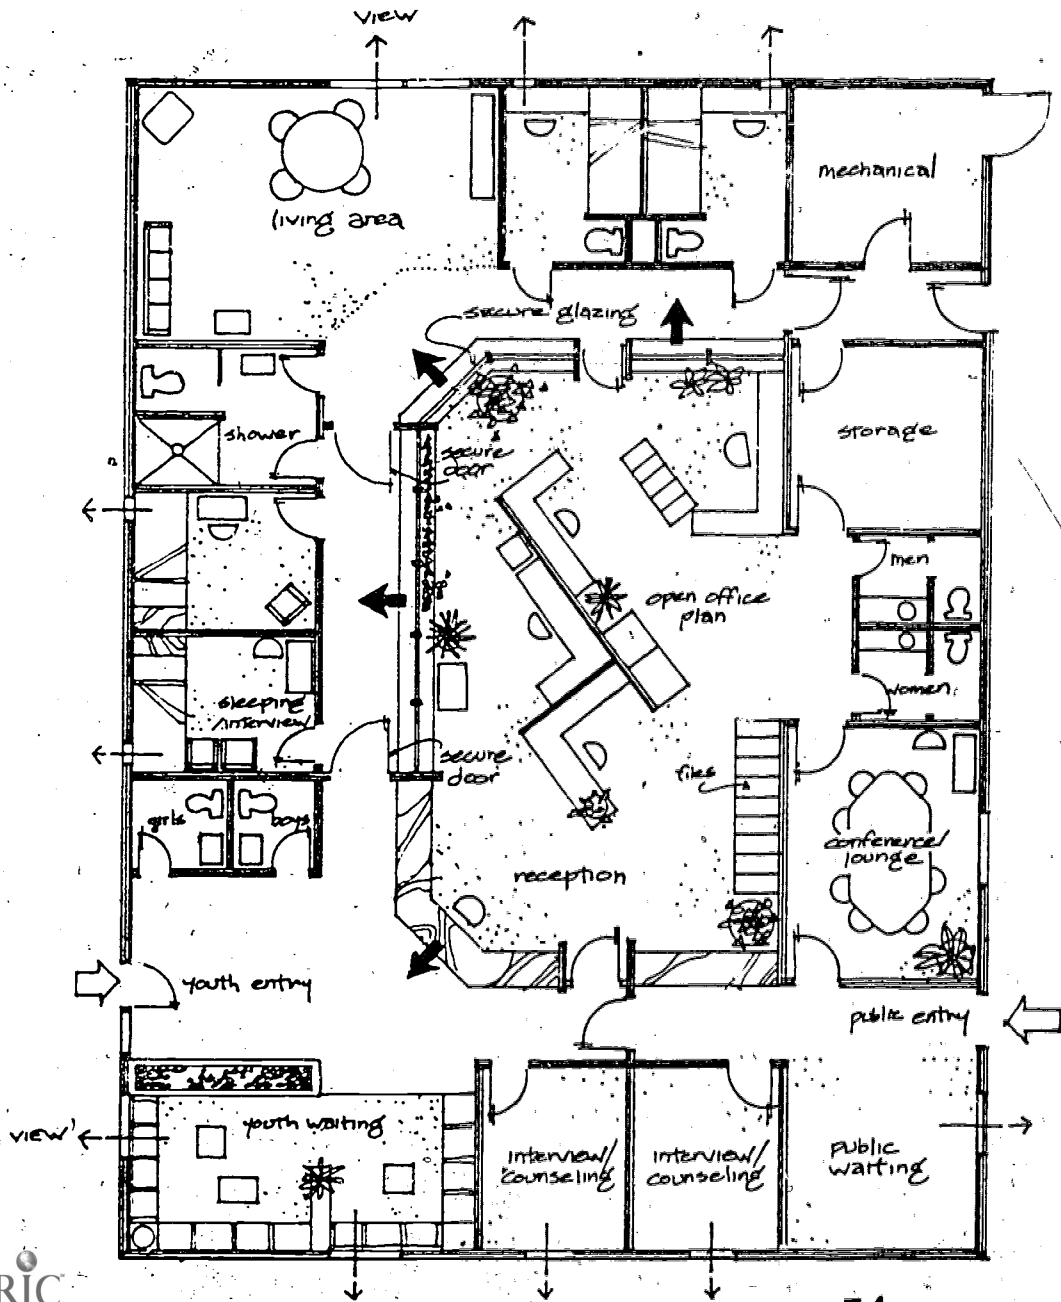 view
mechanical
living area
secure glazing
shower
secure
door
storage
men
open office
plan
women
sleeping
/interview
secure
door
files
girls
boys
conference/
lounge
reception
youth entry
public entry
view
youth waiting
interview/
counseling
interview/
counseling
public
waiting
RIC